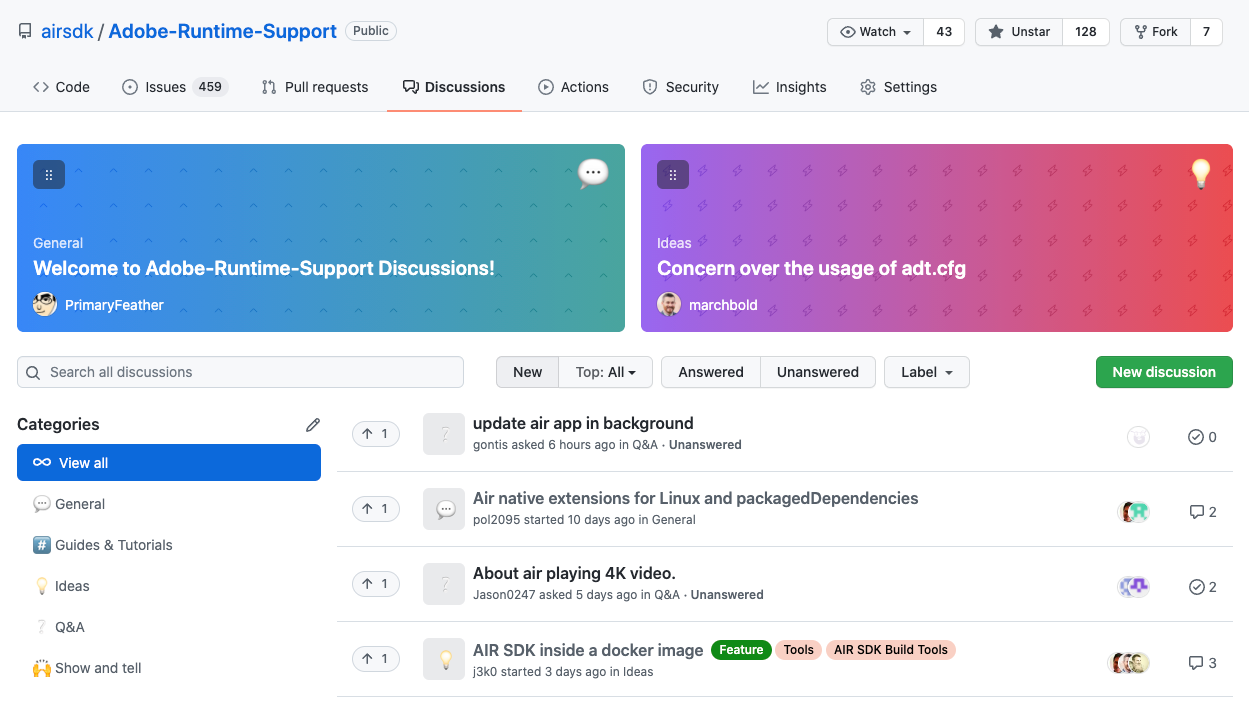 airsdk / Adobe-Runtime-Support Public
Watch 43 Unstar 128 Fork 7
Code Issues 459 Pull requests Discussions Actions Security Insights Settings
General
Welcome to Adobe-Runtime-Support Discussions!
PrimaryFeather
Ideas
Concern over the usage of adt.cfg
marchbold
Search all discussions New Top: All Answered Unanswered Label New discussion
Categories
View all
General
Guides & Tutorials
Ideas
Q&A
Show and tell
1 update air app in background
gontis asked 6 hours ago in Q&A · Unanswered 0
1 Air native extensions for Linux and packagedDependencies
pol2095 started 10 days ago in General 2
1 About air playing 4K video.
Jason0247 asked 5 days ago in Q&A · Unanswered 2
1 AIR SDK inside a docker image Feature Tools AIR SDK Build Tools
j3k0 started 3 days ago in Ideas 3